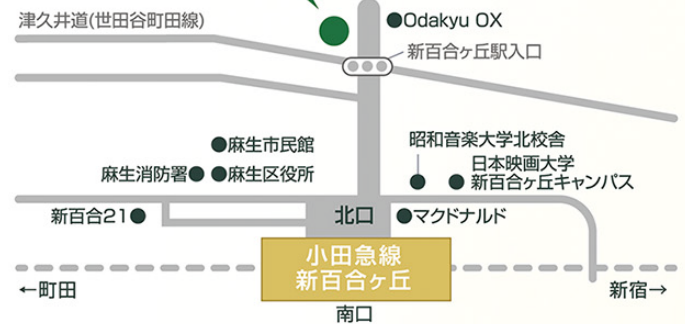 津久井道(世田谷町田線)
●Odakyu OX
新百合ヶ丘駅入口
●麻生市民館
麻生消防署●
●麻生区役所
昭和音楽大学北校舎
日本映画大学
新百合ヶ丘キャンパス
新百合21●
北口
●マクドナルド
小田急線
新百合ヶ丘
←町田
新宿→
南口